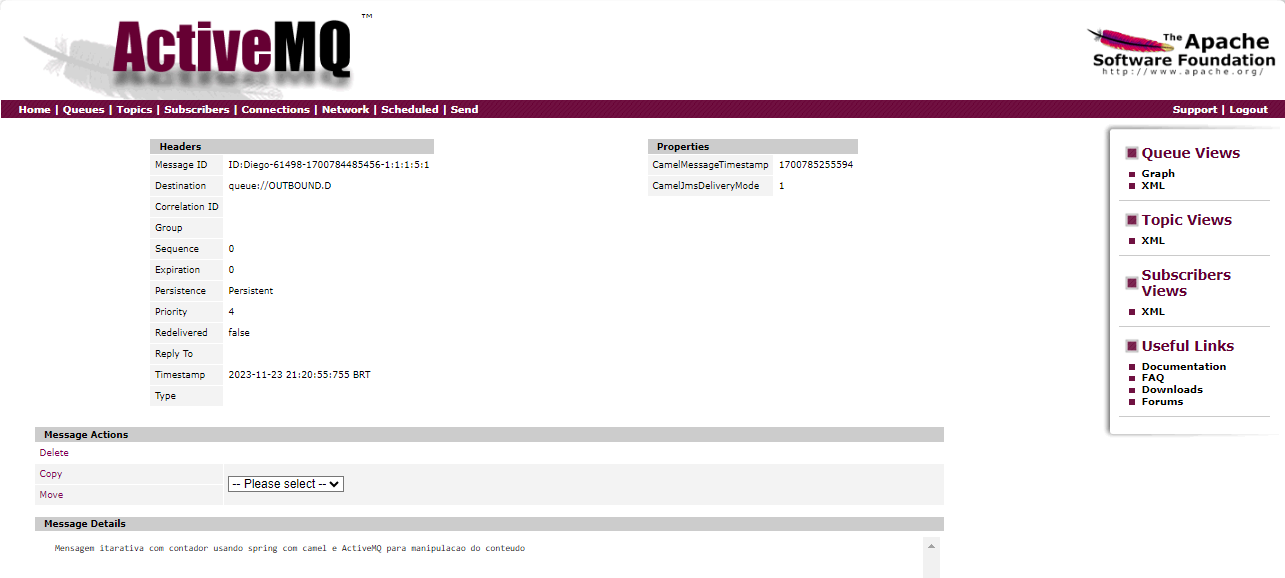 ActiveMQ ™
The Apache
Software Foundation
http://www.apache.org/
Home | Queues | Topics | Subscribers | Connections | Network | Scheduled | Send
Support | Logout
Headers
Message ID ID:Diego-61498-1700784485456-1:1:1:5:1
Destination queue://OUTBOUND.D
Correlation ID
Group
Sequence 0
Expiration 0
Persistence Persistent
Priority 4
Redelivered false
Reply To
Timestamp 2023-11-23 21:20:55:755 BRT
Type
Properties
CamelMessageTimestamp 1700785255594
CamelJmsDeliveryMode 1
Message Actions
Delete
Copy
-- Please select --
Move
Message Details
Mensagem itarativa com contador usando spring com camel e ActiveMQ para manipulacao do conteudo
Queue Views
Graph
XML
Topic Views
XML
Subscribers
Views
XML
Useful Links
Documentation
FAQ
Downloads
Forums